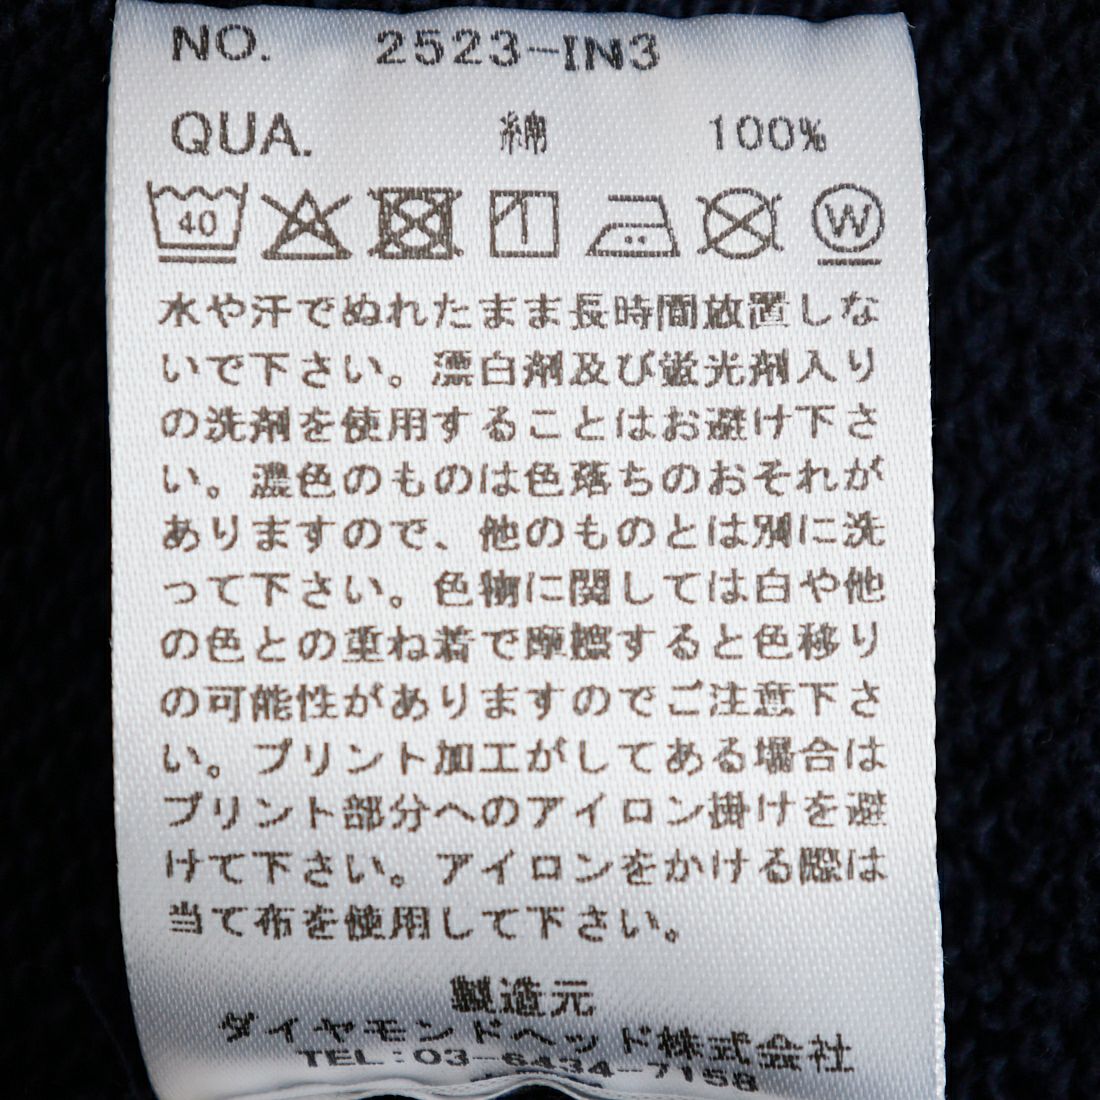 NO. 2523-IN3
QUA. 綿 100%
40
W
水や汗でぬれたまま長時間放置しな
いで下さい。漂白剤及び蛍光剤入り
の洗剤を使用することはお避け下さ
い。濃色のものは色落ちのおそれが
ありますので、他のものとは別に洗
って下さい。色物に関しては白や他
の色との重ね着で摩擦すると色移り
の可能性がありますのでご注意下さ
い。プリント加工がしてある場合は
プリント部分へのアイロン掛けを避
けて下さい。アイロンをかける際は
当て布を使用して下さい。
製造元
ダイヤモンドヘッド株式会社
TEL:03-6434-7158